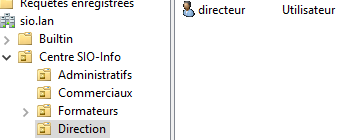 Requêtes enregistrées
sio.lan
Builtin
Centre SIO-Info
Administratifs
Commerciaux
Formateurs
Direction
directeur Utilisateur